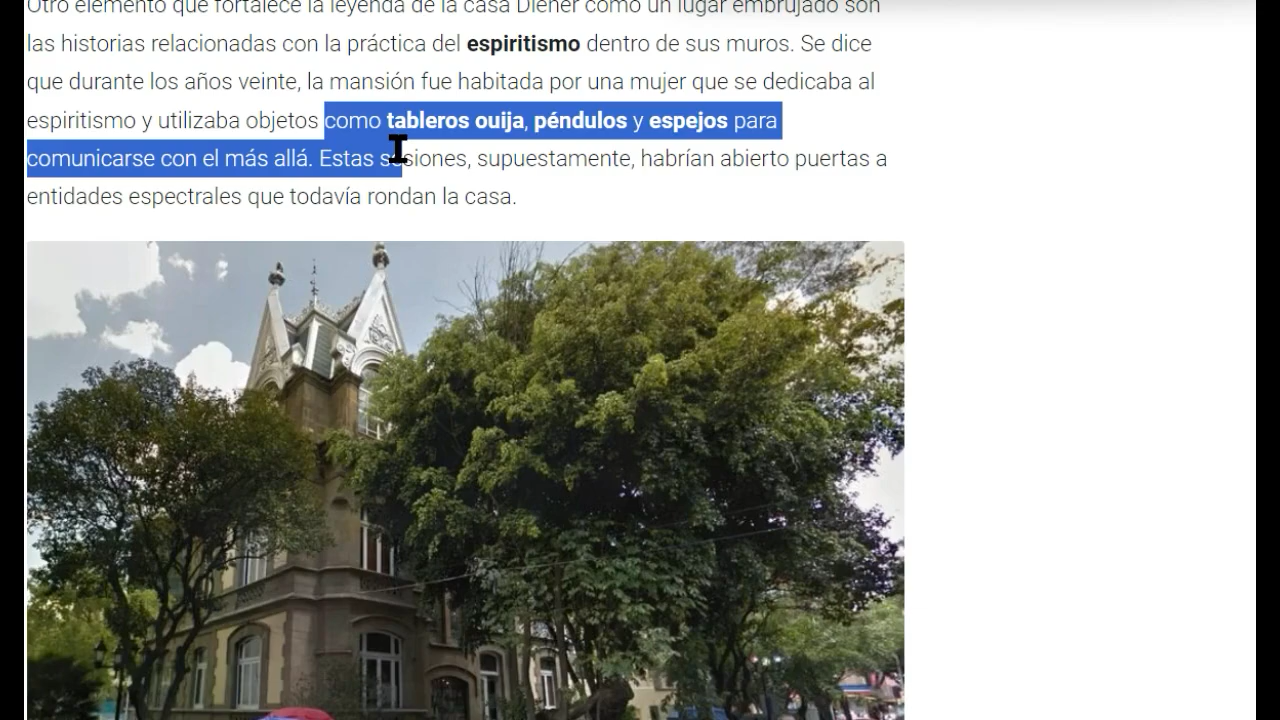 Otro elemento que fortalece la leyenda de la casa Diener como un lugar embrujado son
las historias relacionadas con la práctica del espiritismo dentro de sus muros. Se dice
que durante los años veinte, la mansión fue habitada por una mujer que se dedicaba al
espiritismo y utilizaba objetos como tableros ouija, péndulos y espejos para
comunicarse con el más allá. Estas sesiones, supuestamente, habrían abierto puertas a
entidades espectrales que todavía rondan la casa.